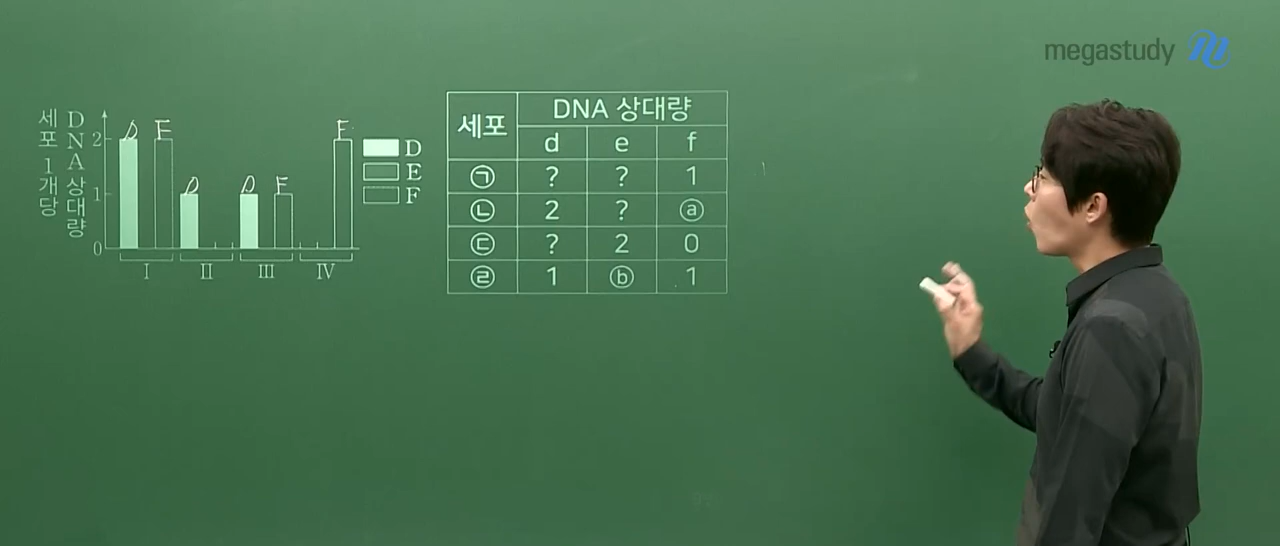 megastudy
세포 1개당
DNA 상대량
2
1
0
D F
D
D F
F
I II III IV
D
E
F
세포 DNA 상대량
d e f
㉠ ? ? 1
㉡ 2 ? ⓐ
㉢ ? 2 0
㉣ 1 ⓑ 1